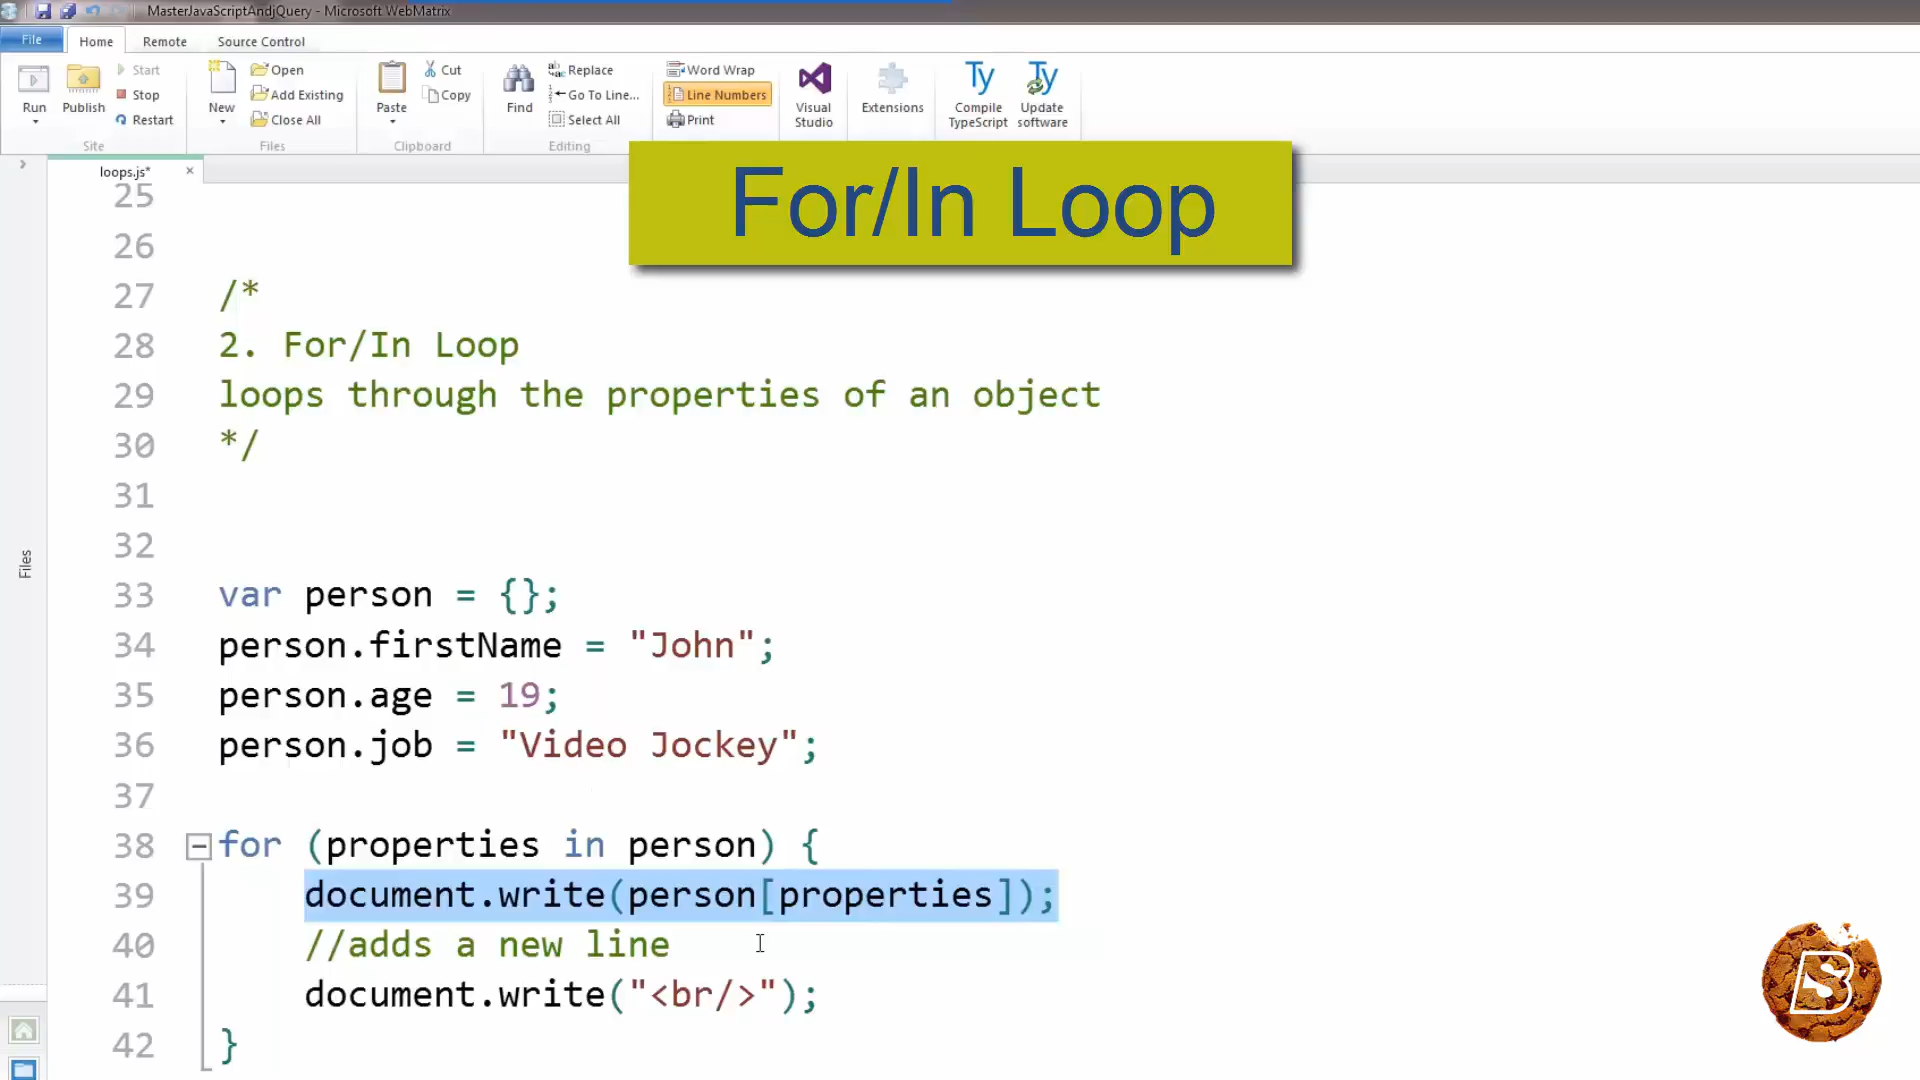 MasterJavaScriptAndjQuery - Microsoft WebMatrix
File Home Remote Source Control
Run
Publish
Start
Stop
Restart
Site
New
Open
Add Existing
Close All
Files
Paste
Cut
Copy
Clipboard
Find
Replace
Go To Line...
Select All
Editing
Word Wrap
Line Numbers
Print
Visual
Studio
Extensions
Compile
TypeScript
Update
software
For/In Loop
loops.js*
Files
25
26
27 /*
28 2. For/In Loop
29 loops through the properties of an object
30 */
31
32
33 var person = {};
34 person.firstName = "John";
35 person.age = 19;
36 person.job = "Video Jockey";
37
38 for (properties in person) {
39 document.write(person[properties]);
40 //adds a new line
41 document.write("<br/>");
42 }